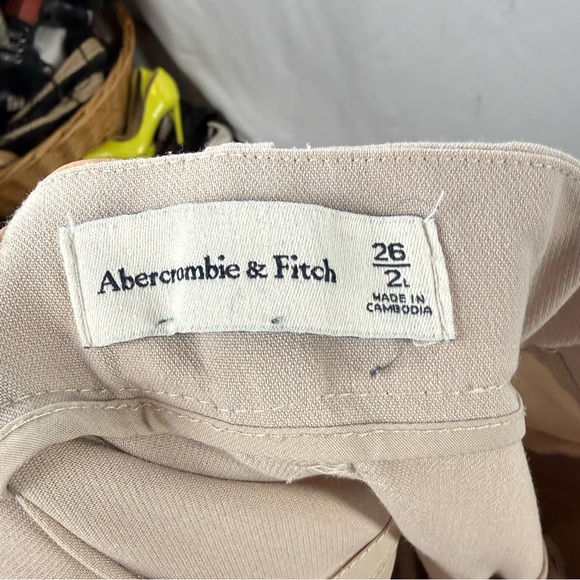 Abercrombie & Fitch
26
2L
MADE IN
CAMBODIA